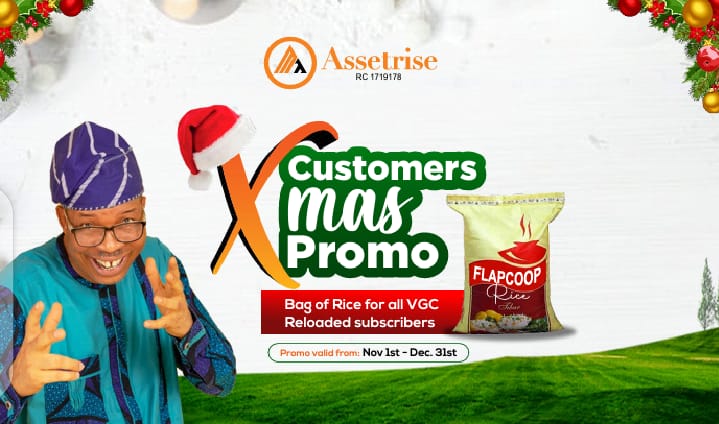 Assetrise
RC 1719178
X Customers
mas
Promo
FLAPCOOP
Rice
Bag of Rice for all VGC
Reloaded subscribers
Promo valid from: Nov 1st - Dec. 31st